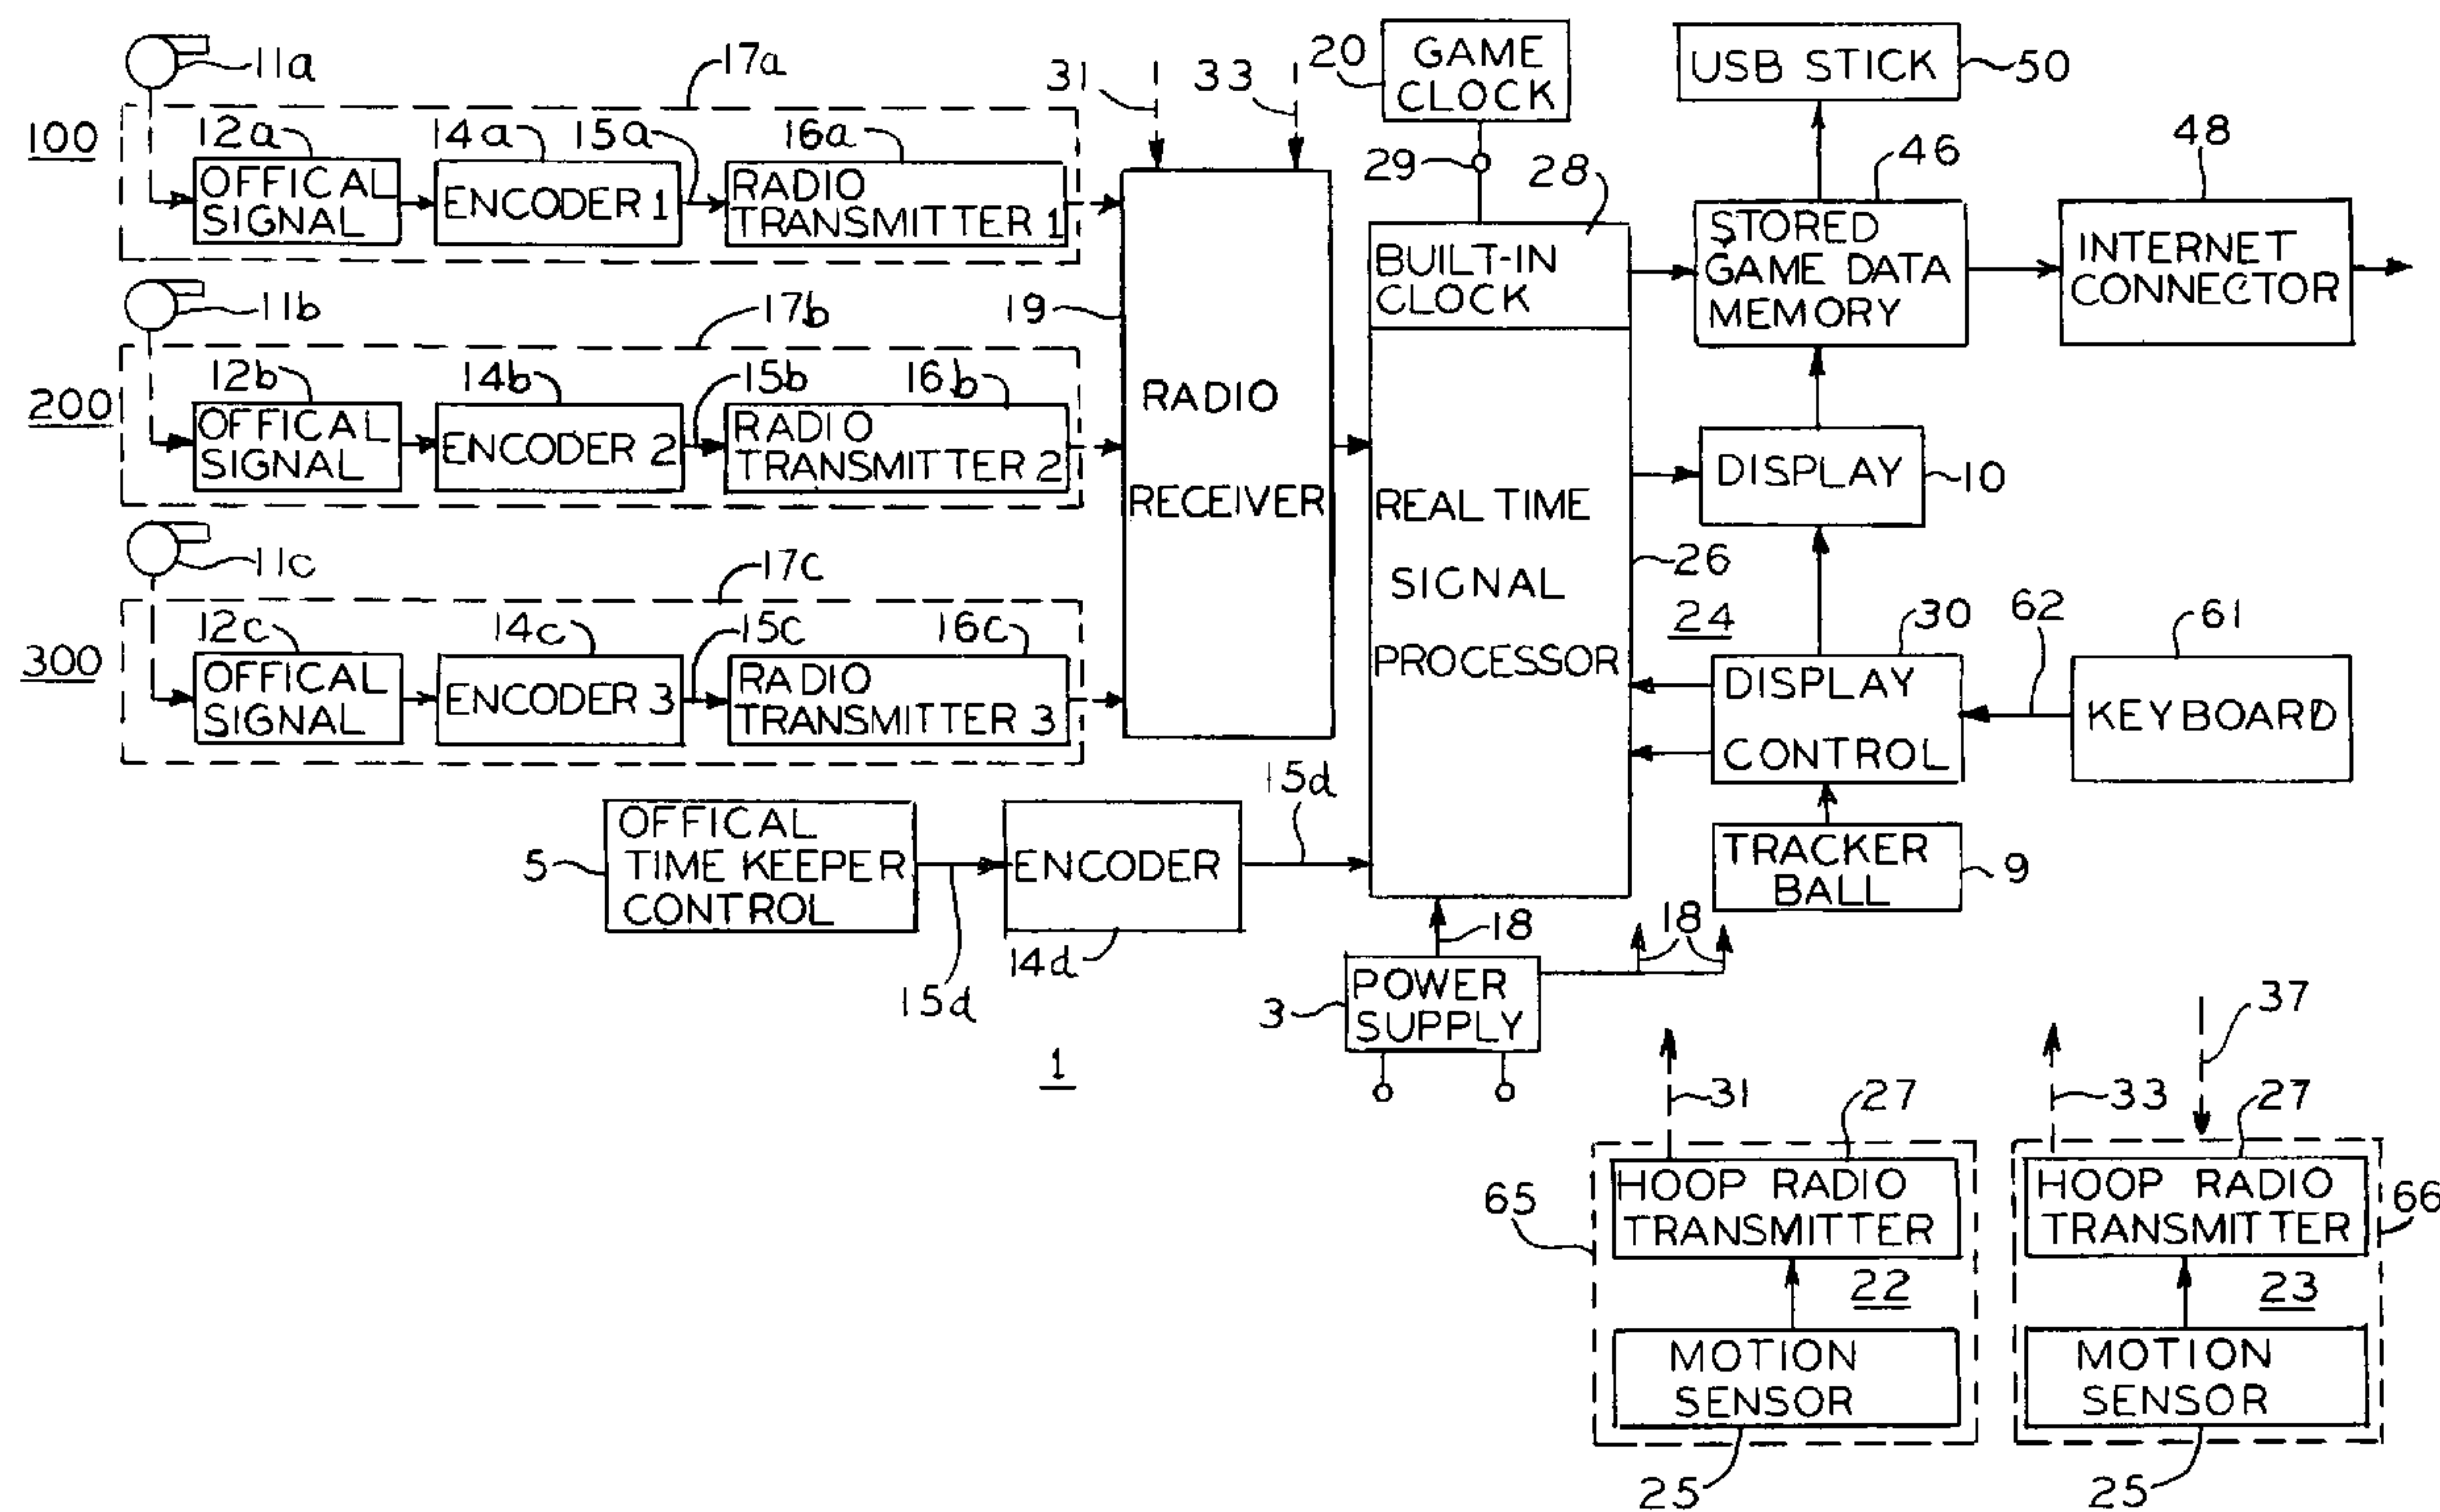 11a
17a
31
33
20
GAME
CLOCK
USB STICK
50
100
12a
14a
15a
16a
OFFICAL
SIGNAL
ENCODER 1
RADIO
TRANSMITTER 1
29
28
46
48
11b
17b
19
BUILT-IN
CLOCK
STORED
GAME DATA
MEMORY
INTERNET
CONNECTOR
200
12b
14b
15b
16b
OFFICAL
SIGNAL
ENCODER 2
RADIO
TRANSMITTER 2
RADIO
RECEIVER
REAL TIME
SIGNAL
PROCESSOR
DISPLAY
10
11c
17c
26
24
30
62
61
300
12c
14c
15c
16c
OFFICAL
SIGNAL
ENCODER 3
RADIO
TRANSMITTER 3
DISPLAY
CONTROL
KEYBOARD
5
OFFICAL
TIME KEEPER
CONTROL
15d
ENCODER
14d
15d
TRACKER
BALL
9
18
18
3
POWER
SUPPLY
1
31
27
33
37
27
65
HOOP RADIO
TRANSMITTER
22
MOTION
SENSOR
25
HOOP RADIO
TRANSMITTER
66
23
MOTION
SENSOR
25